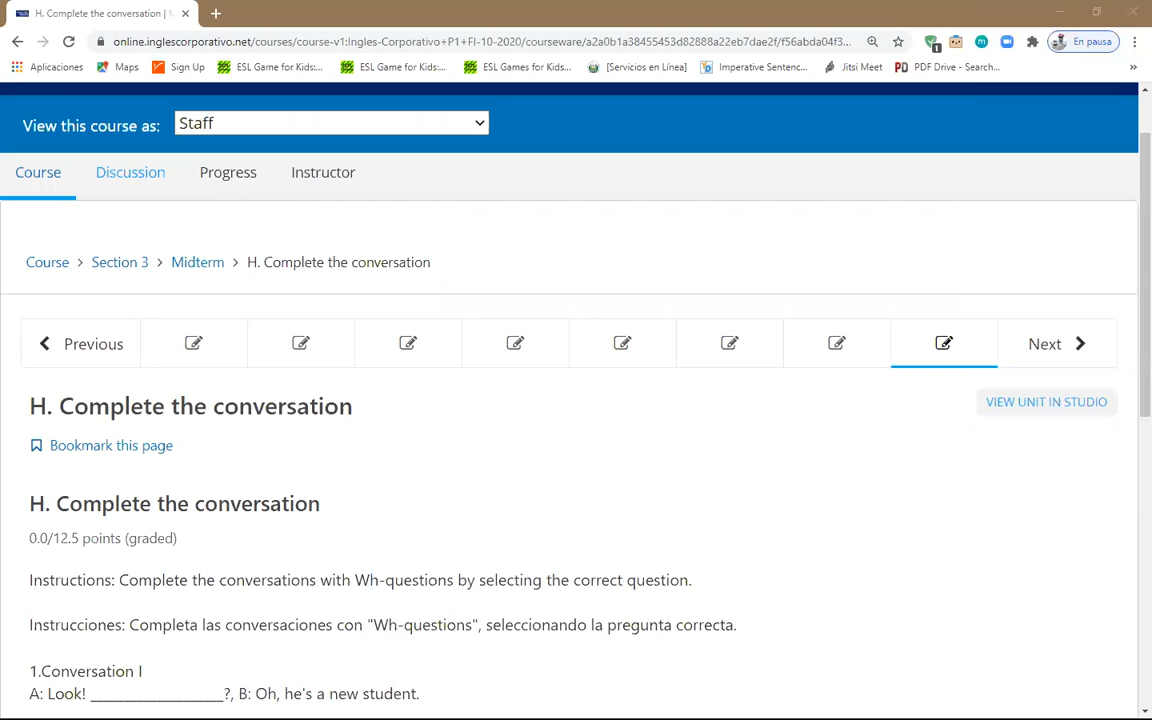 H. Complete the conversation | M
online.inglescorporativo.net/courses/course-v1:Ingles-Corporativo+P1+FI-10-2020/courseware/a2a0b1a38455453d82888a22eb7dae2f/f56abda04f3...
1
En pausa
Aplicaciones Maps Sign Up ESL Game for Kids:... ESL Game for Kids:... ESL Games for Kids... [Servicios en Línea] Imperative Sentenc... Jitsi Meet PDF Drive - Search... »
View this course as: Staff
Course Discussion Progress Instructor
Course > Section 3 > Midterm > H. Complete the conversation
Previous Next
H. Complete the conversation
VIEW UNIT IN STUDIO
Bookmark this page
H. Complete the conversation
0.0/12.5 points (graded)
Instructions: Complete the conversations with Wh-questions by selecting the correct question.
Instrucciones: Completa las conversaciones con "Wh-questions", seleccionando la pregunta correcta.
1.Conversation I
A: Look! ___________________?, B: Oh, he's a new student.